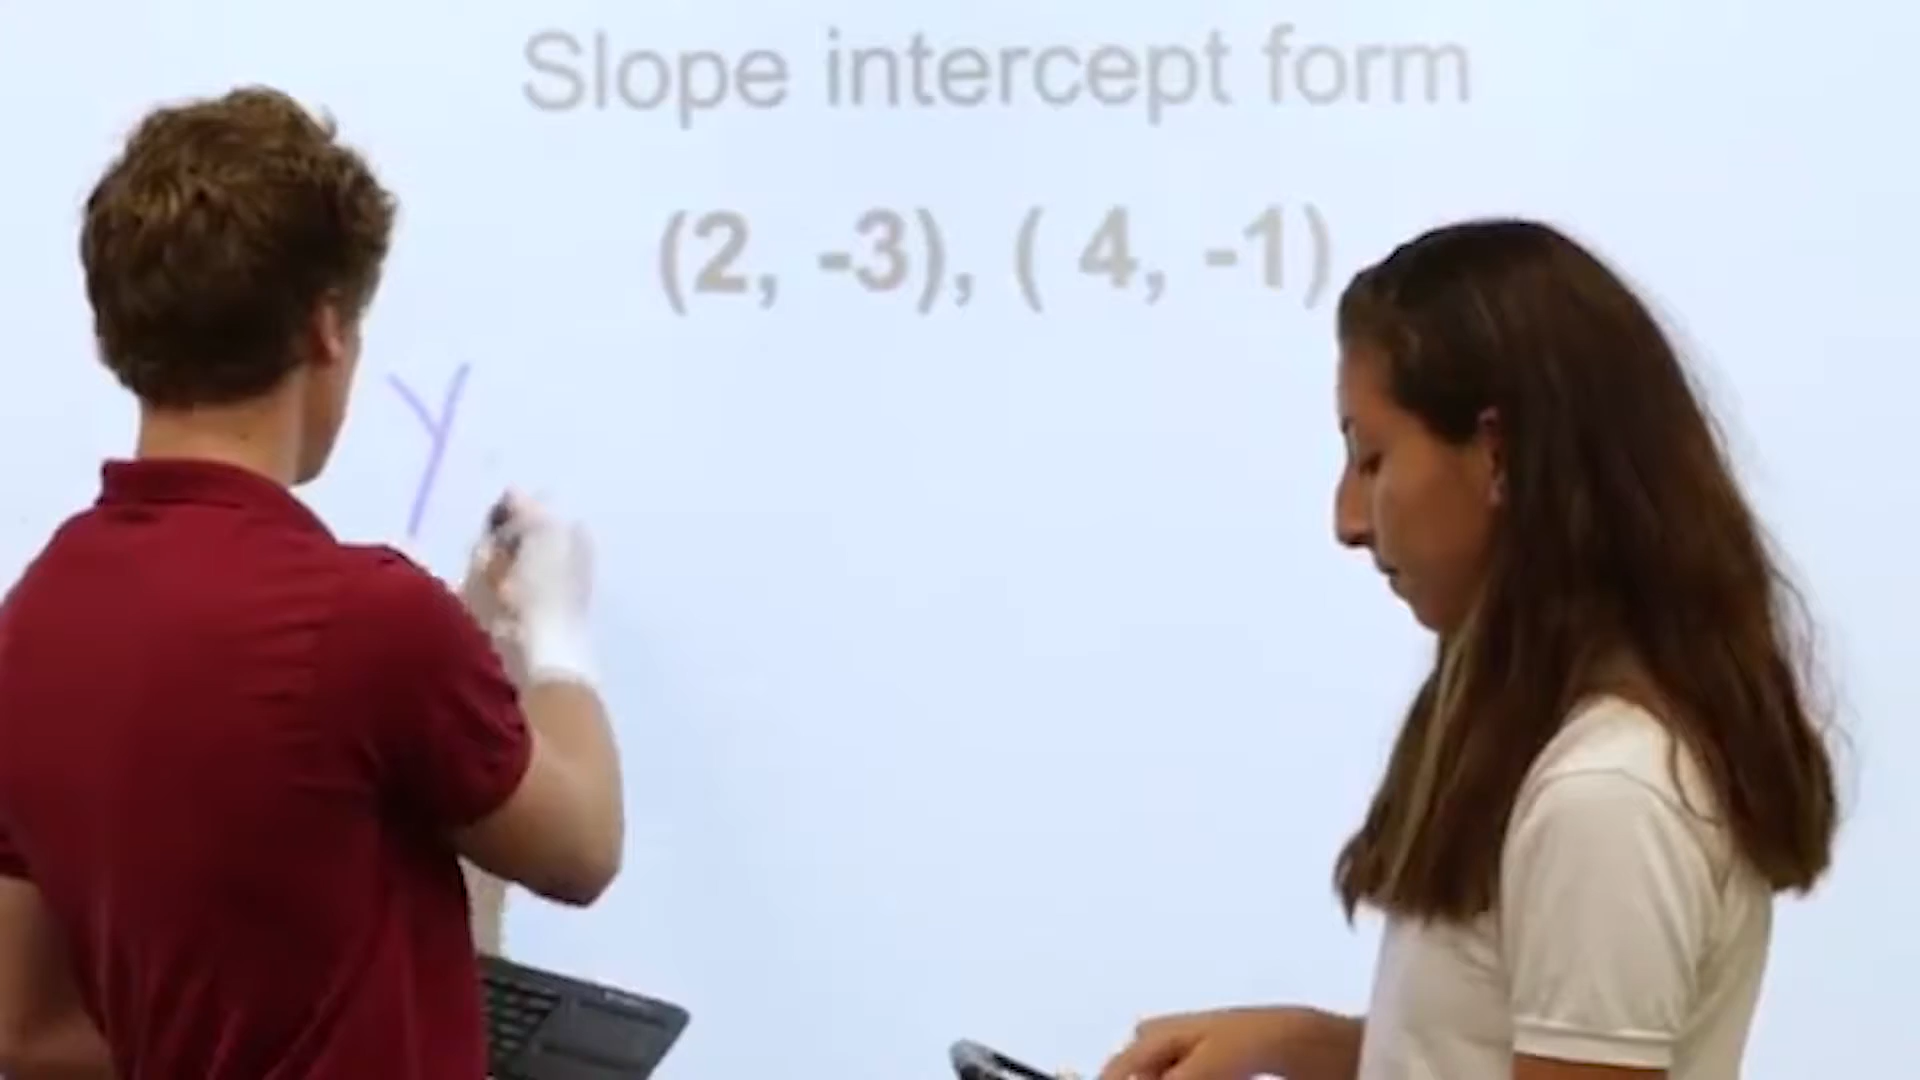 Slope intercept form
(2, -3), ( 4, -1)
y